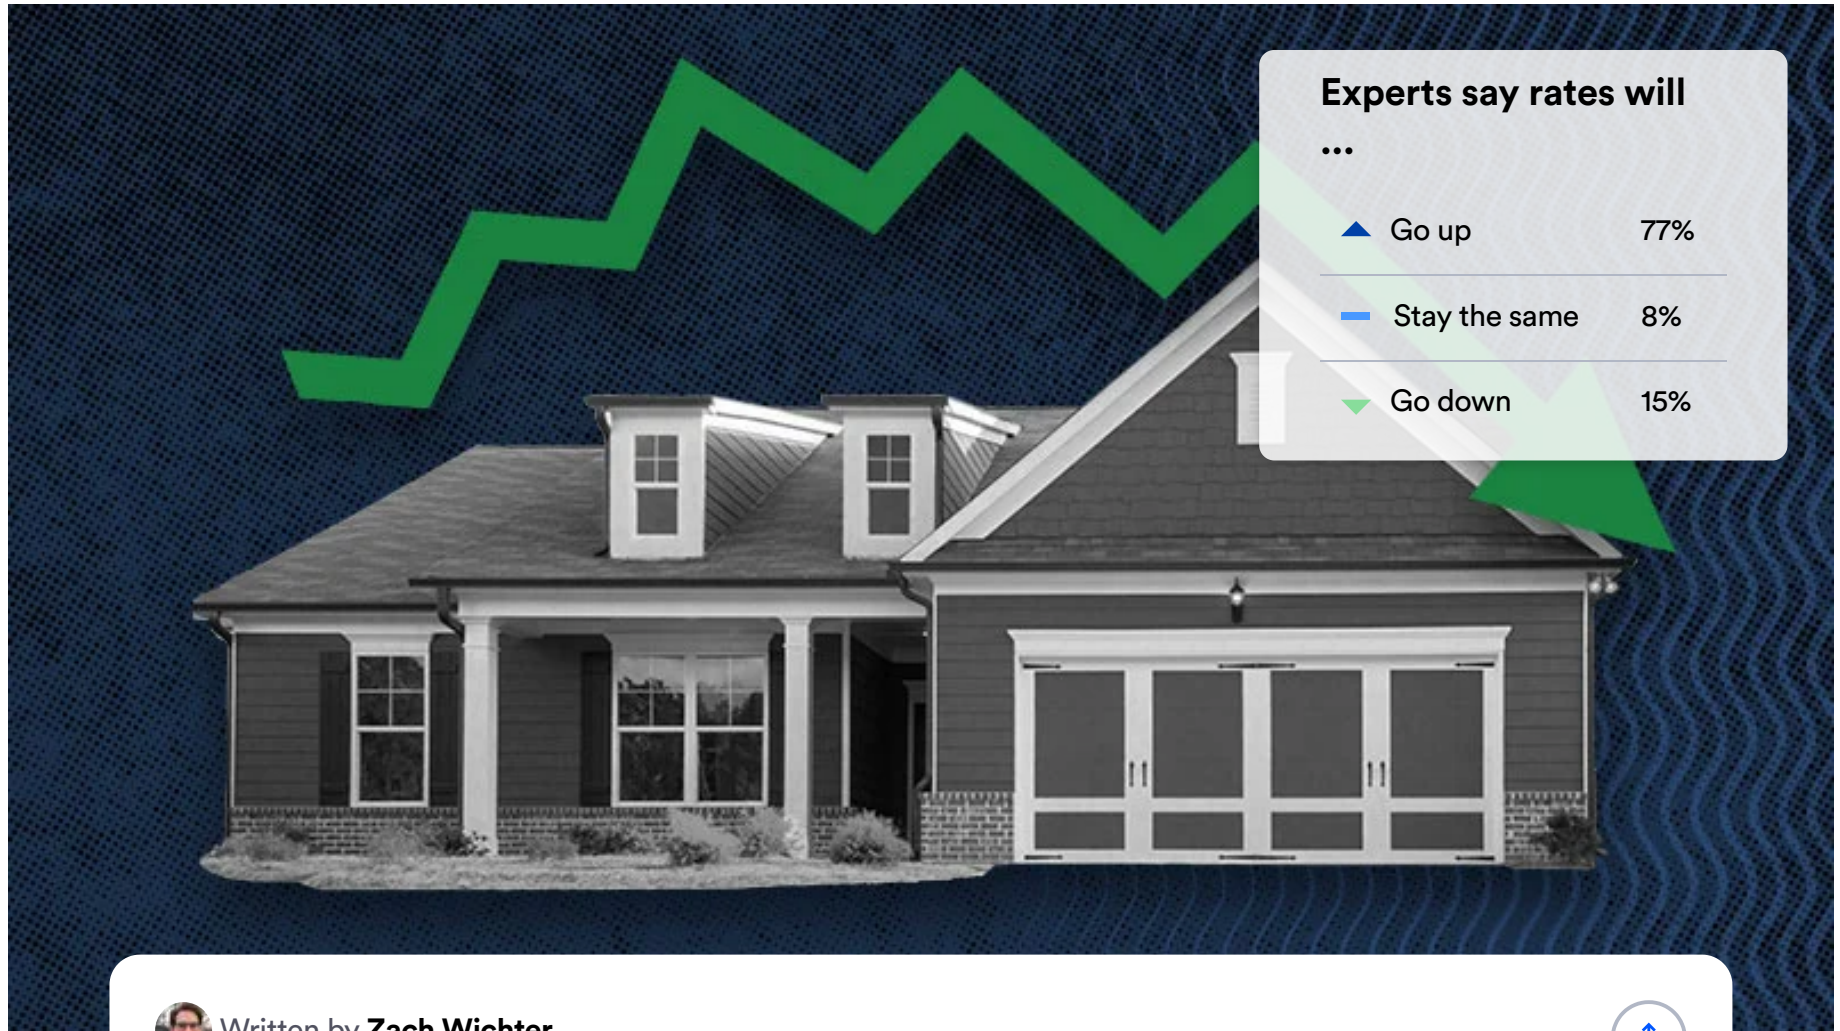 Experts say rates will
...
Go up 77%
Stay the same 8%
Go down 15%
Written by Zach Wichter